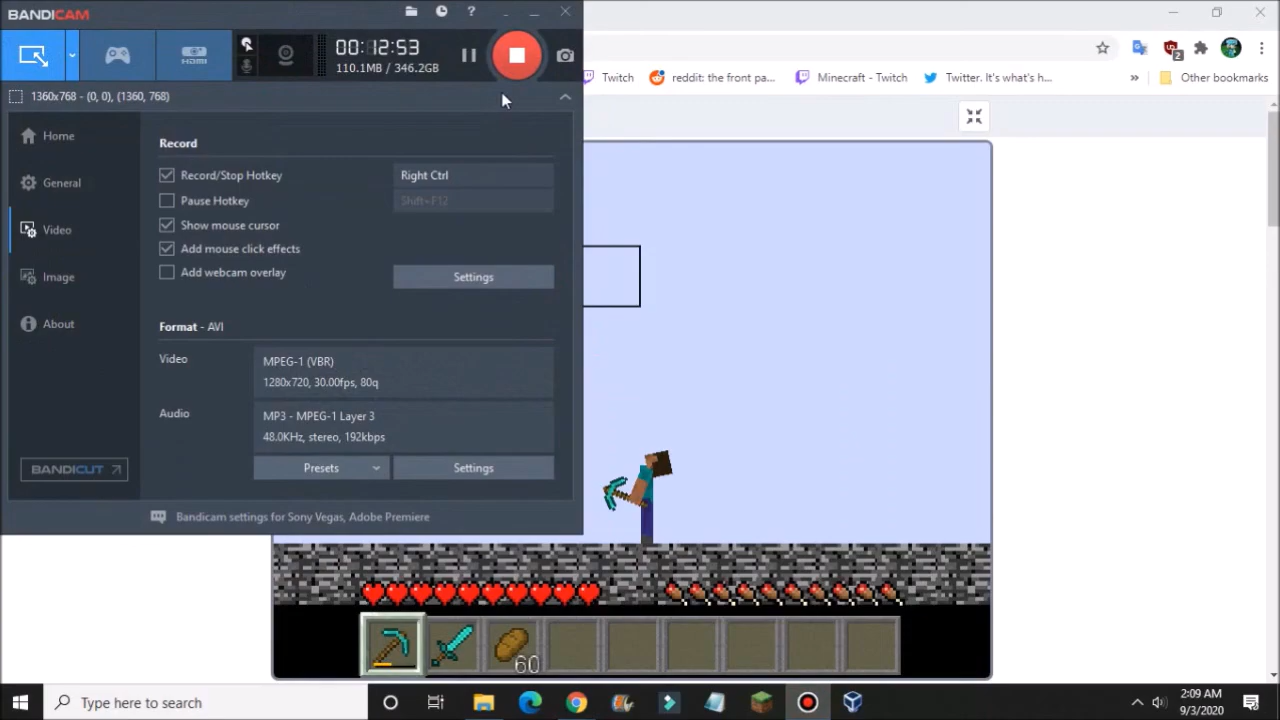 BANDICAM
?
HDMI
00:12:53
110.1MB / 346.2GB
1360x768 - (0, 0), (1360, 768)
Home
General
Video
Image
About
BANDICUT
Record
Record/Stop Hotkey
Right Ctrl
Pause Hotkey
Shift+F12
Show mouse cursor
Add mouse click effects
Add webcam overlay
Settings
Format - AVI
Video
MPEG-1 (VBR)
1280x720, 30.00fps, 80q
Audio
MP3 - MPEG-1 Layer 3
48.0KHz, stereo, 192kbps
Presets
Settings
Bandicam settings for Sony Vegas, Adobe Premiere
2
Twitch
reddit: the front pa...
Minecraft - Twitch
Twitter. It's what's h...
»
Other bookmarks
60
Type here to search
2:09 AM
9/3/2020